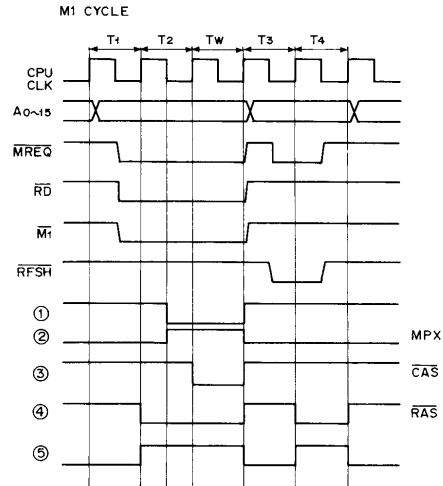 M1 CYCLE
T1 T2 TW T3 T4
CPU
CLK
A0~15
MREQ
RD
M1
RFSH
①
② MPX
③ CAS
④ RAS
⑤